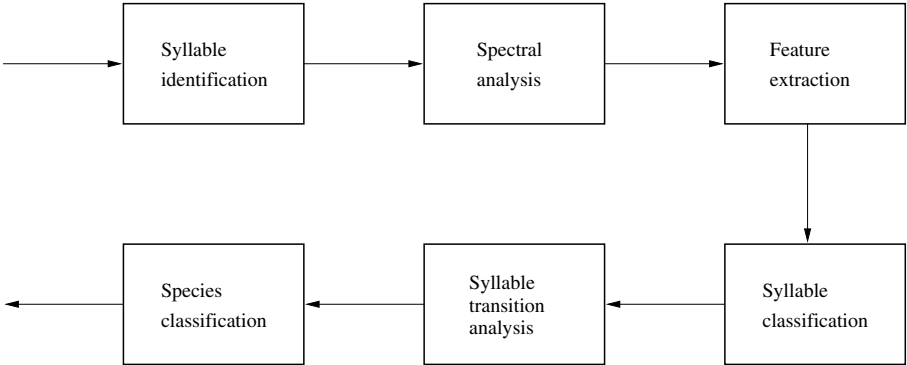 Syllable
identification
Spectral
analysis
Feature
extraction
Species
classification
Syllable
transition
analysis
Syllable
classification